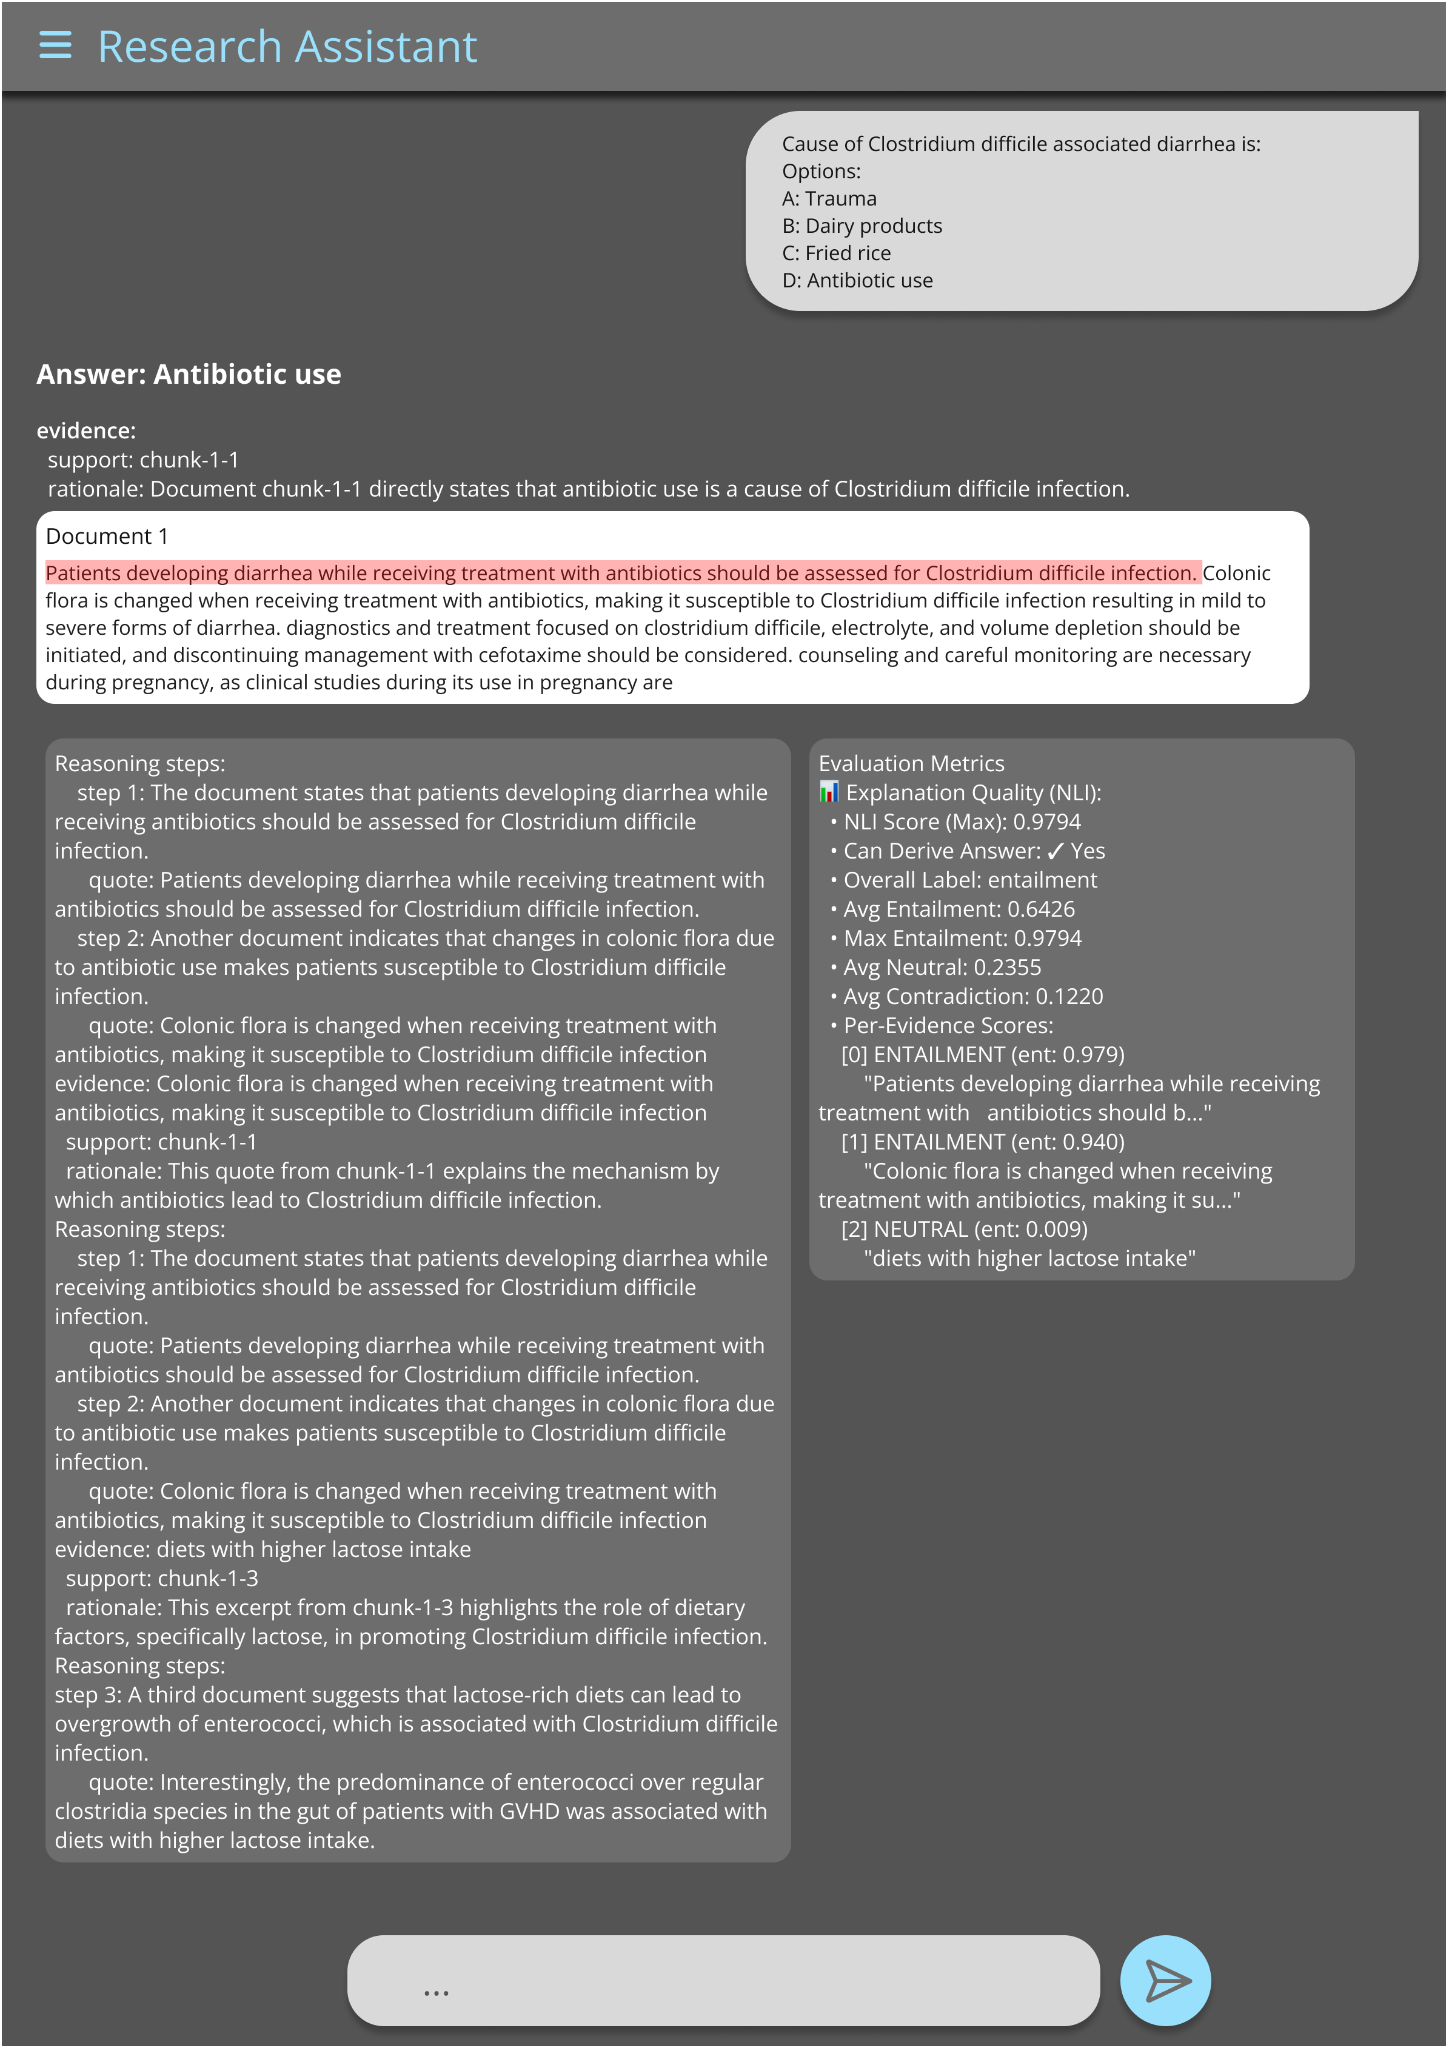 Research Assistant
Cause of Clostridium difficile associated diarrhea is:
Options:
A: Trauma
B: Dairy products
C: Fried rice
D: Antibiotic use
Answer: Antibiotic use
evidence:
support: chunk-1-1
rationale: Document chunk-1-1 directly states that antibiotic use is a cause of Clostridium difficile infection.
Document 1
Patients developing diarrhea while receiving treatment with antibiotics should be assessed for Clostridium difficile infection. Colonic
flora is changed when receiving treatment with antibiotics, making it susceptible to Clostridium difficile infection resulting in mild to
severe forms of diarrhea. diagnostics and treatment focused on clostridium difficile, electrolyte, and volume depletion should be
initiated, and discontinuing management with cefotaxime should be considered. counseling and careful monitoring are necessary
during pregnancy, as clinical studies during its use in pregnancy are
Reasoning steps:
step 1: The document states that patients developing diarrhea while
receiving antibiotics should be assessed for Clostridium difficile
infection.
quote: Patients developing diarrhea while receiving treatment with
antibiotics should be assessed for Clostridium difficile infection.
step 2: Another document indicates that changes in colonic flora due
to antibiotic use makes patients susceptible to Clostridium difficile
infection.
quote: Colonic flora is changed when receiving treatment with
antibiotics, making it susceptible to Clostridium difficile infection
evidence: Colonic flora is changed when receiving treatment with
antibiotics, making it susceptible to Clostridium difficile infection
support: chunk-1-1
rationale: This quote from chunk-1-1 explains the mechanism by
which antibiotics lead to Clostridium difficile infection.
Reasoning steps:
step 1: The document states that patients developing diarrhea while
receiving antibiotics should be assessed for Clostridium difficile
infection.
quote: Patients developing diarrhea while receiving treatment with
antibiotics should be assessed for Clostridium difficile infection.
step 2: Another document indicates that changes in colonic flora due
to antibiotic use makes patients susceptible to Clostridium difficile
infection.
quote: Colonic flora is changed when receiving treatment with
antibiotics, making it susceptible to Clostridium difficile infection
evidence: diets with higher lactose intake
support: chunk-1-3
rationale: This excerpt from chunk-1-3 highlights the role of dietary
factors, specifically lactose, in promoting Clostridium difficile infection.
Reasoning steps:
step 3: A third document suggests that lactose-rich diets can lead to
overgrowth of enterococci, which is associated with Clostridium difficile
infection.
quote: Interestingly, the predominance of enterococci over regular
clostridia species in the gut of patients with GVHD was associated with
diets with higher lactose intake.
Evaluation Metrics
📊 Explanation Quality (NLI):
• NLI Score (Max): 0.9794
• Can Derive Answer: ✓ Yes
• Overall Label: entailment
• Avg Entailment: 0.6426
• Max Entailment: 0.9794
• Avg Neutral: 0.2355
• Avg Contradiction: 0.1220
• Per-Evidence Scores:
[0] ENTAILMENT (ent: 0.979)
"Patients developing diarrhea while receiving
treatment with antibiotics should b..."
[1] ENTAILMENT (ent: 0.940)
"Colonic flora is changed when receiving
treatment with antibiotics, making it su..."
[2] NEUTRAL (ent: 0.009)
"diets with higher lactose intake"
...